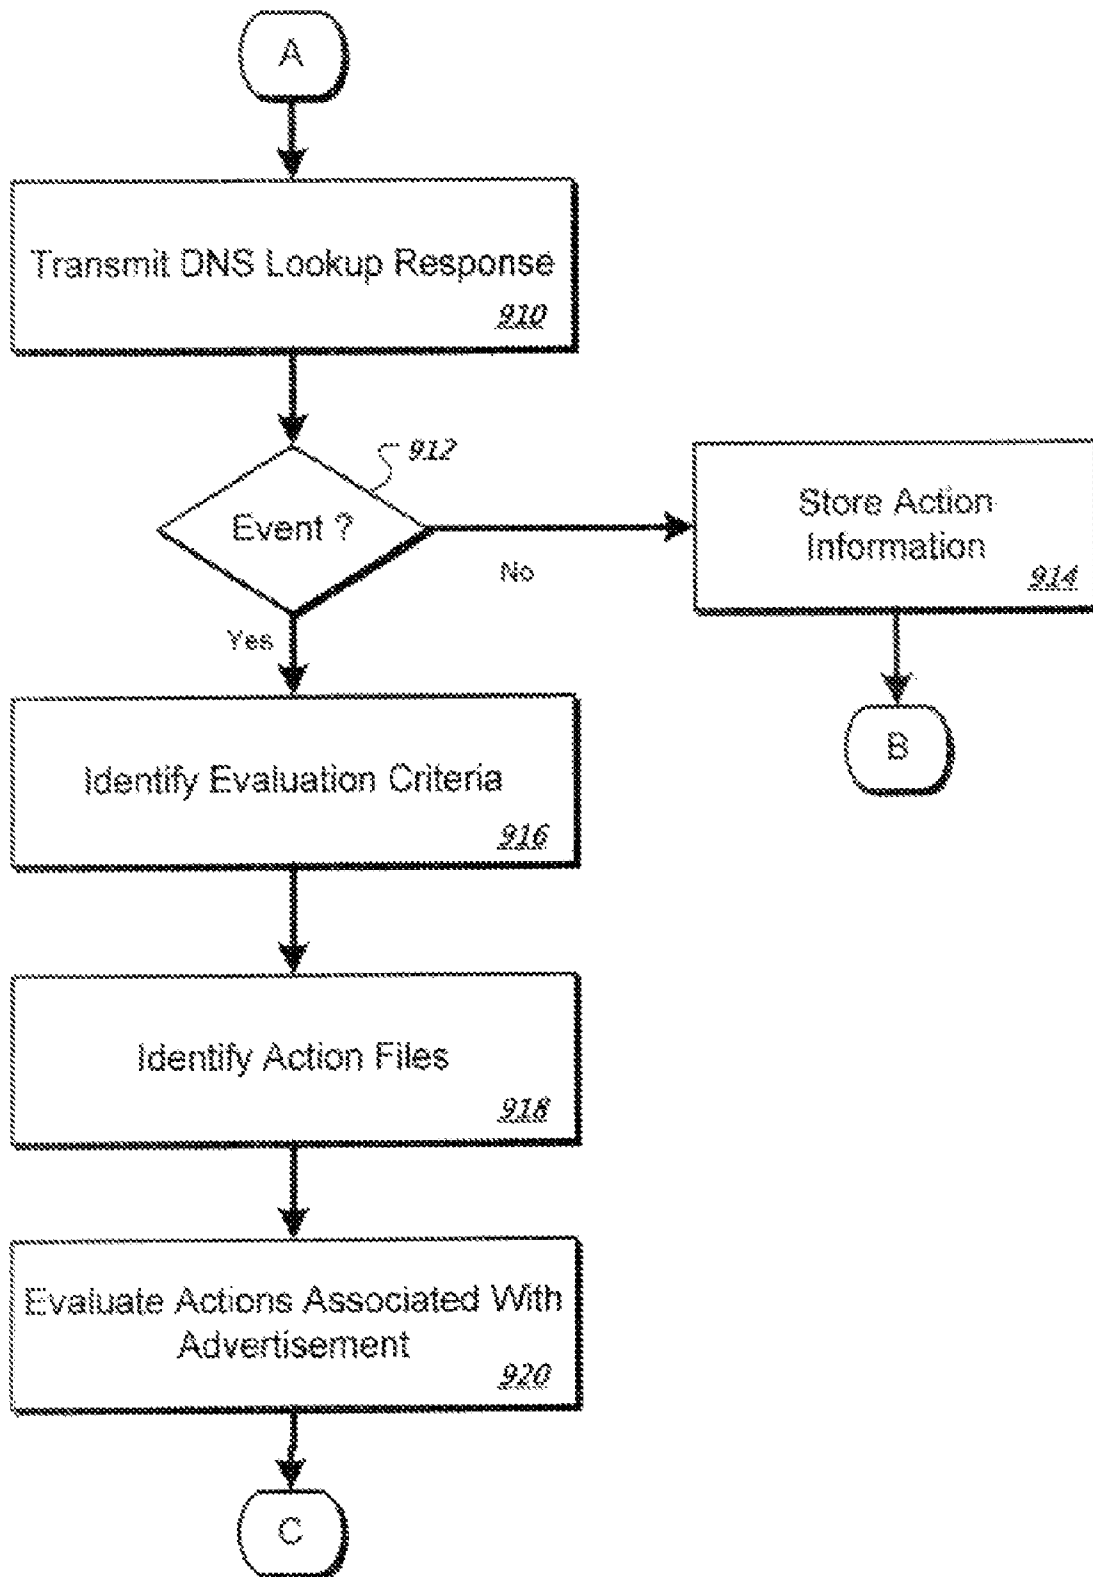 A
Transmit DNS Lookup Response
910
912
Event ?
No
Yes
Store Action
Information
914
B
Identify Evaluation Criteria
916
Identify Action Files
918
Evaluate Actions Associated With
Advertisement
920
C